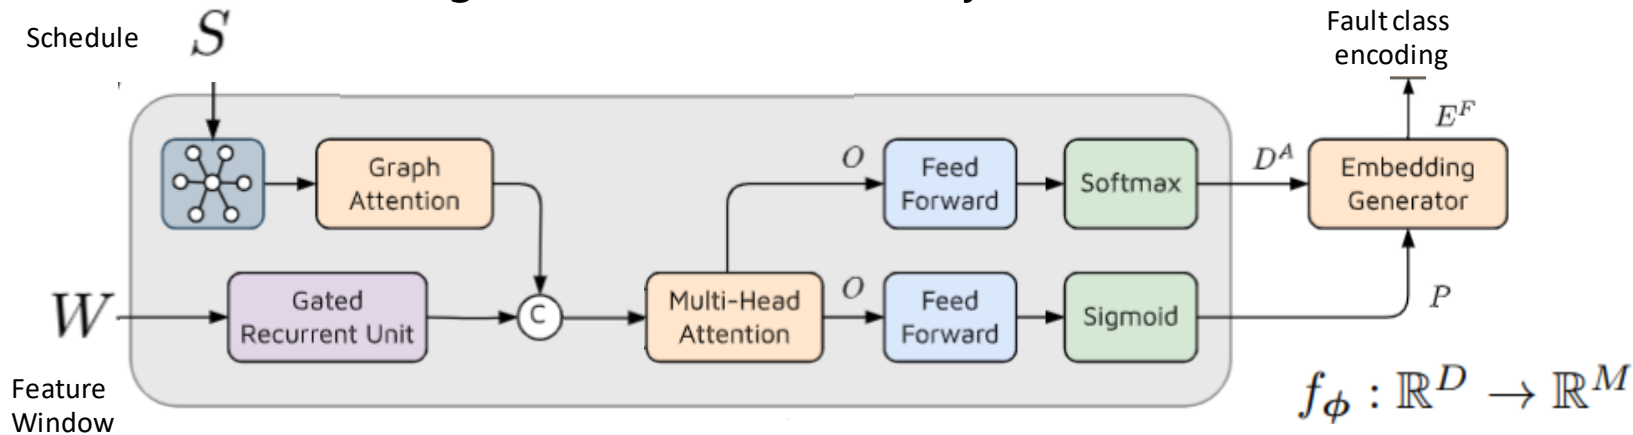 Schedule
S
Fault class
encoding
E^F
Graph
Attention
O
Feed
Forward
Softmax
D^A
Embedding
Generator
W
Gated
Recurrent Unit
C
Multi-Head
Attention
O
Feed
Forward
Sigmoid
P
Feature
Window
f_ϕ : ℝ^D → ℝ^M